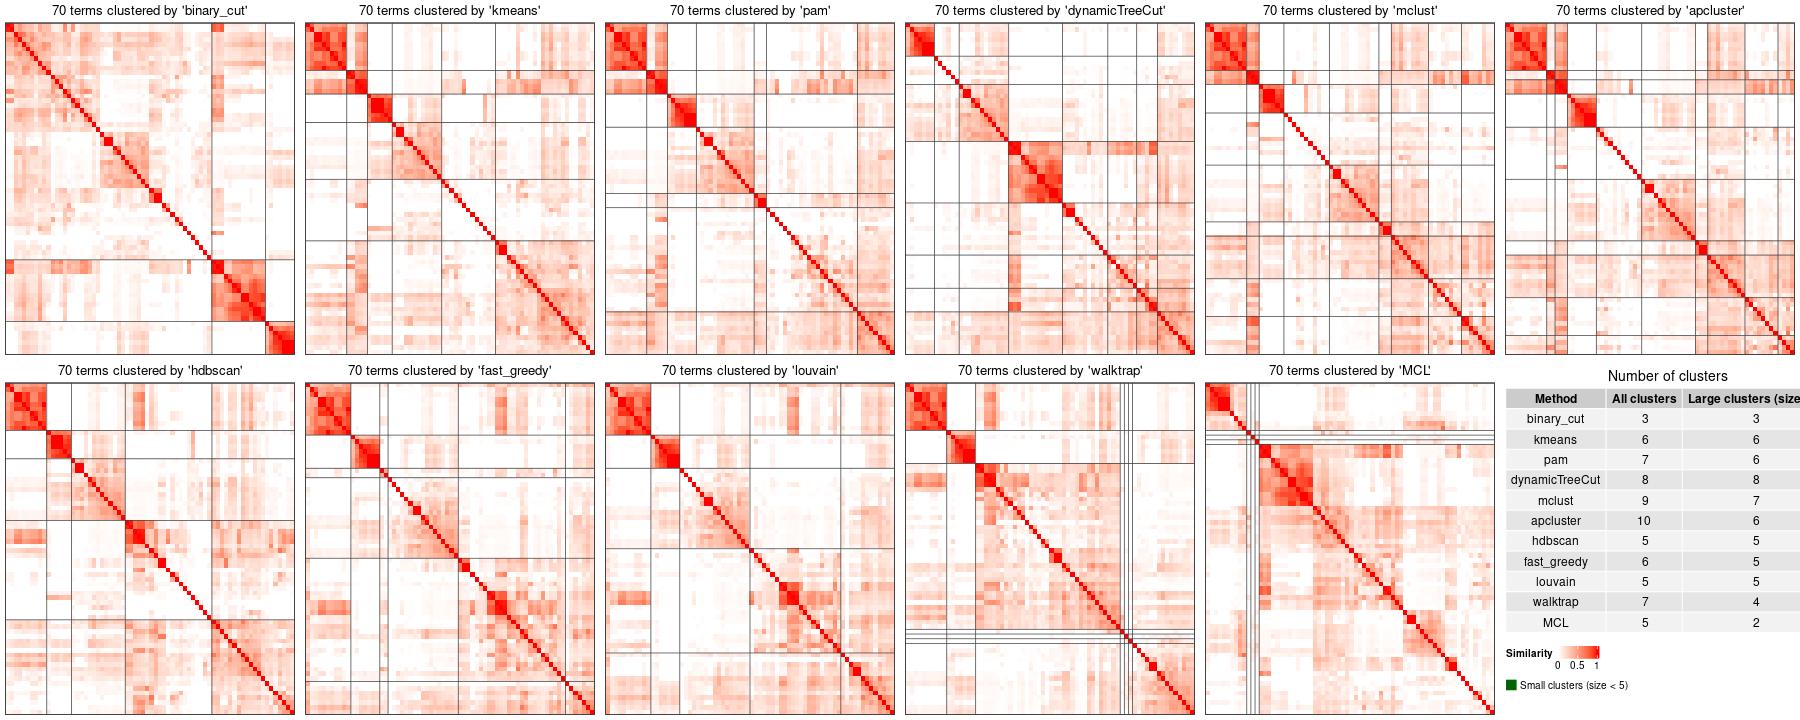 70 terms clustered by 'binary_cut'
70 terms clustered by 'kmeans'
70 terms clustered by 'pam'
70 terms clustered by 'dynamicTreeCut'
70 terms clustered by 'mclust'
70 terms clustered by 'apcluster'
70 terms clustered by 'hdbscan'
70 terms clustered by 'fast_greedy'
70 terms clustered by 'louvain'
70 terms clustered by 'walktrap'
70 terms clustered by 'MCL'
Number of clusters
Method All clusters Large clusters (size
binary_cut 3 3
kmeans 6 6
pam 7 6
dynamicTreeCut 8 8
mclust 9 7
apcluster 10 6
hdbscan 5 5
fast_greedy 6 5
louvain 5 5
walktrap 7 4
MCL 5 2
Similarity
0 0.5 1
Small clusters (size < 5)